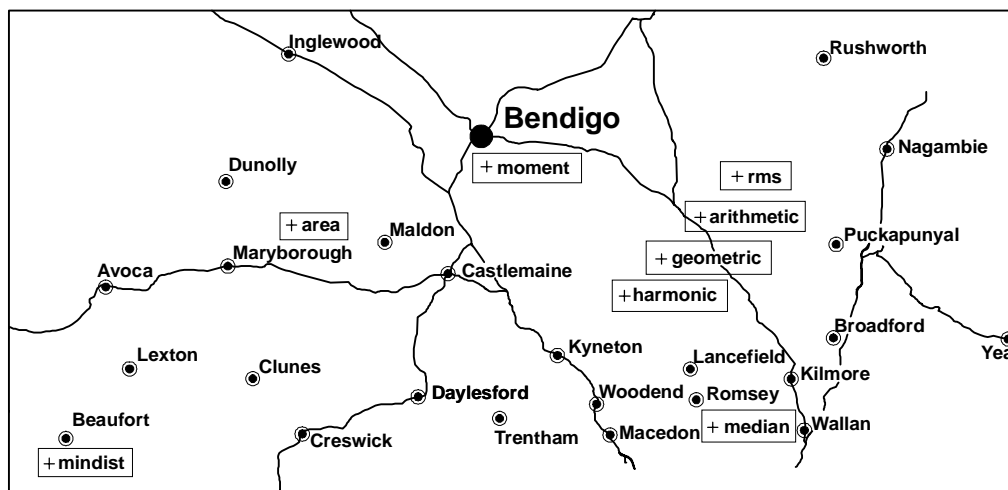 Inglewood
Rushworth
Bendigo
Nagambie
+ moment
Dunolly
+ rms
+ area
+ arithmetic
Maldon
Puckapunyal
Maryborough
+ geometric
Avoca
Castlemaine
+ harmonic
Broadford
Yea
Kyneton
Lexton
Clunes
Lancefield
Kilmore
Daylesford
Woodend
Romsey
Beaufort
Trentham
Creswick
Macedon
+ median
Wallan
+ mindist